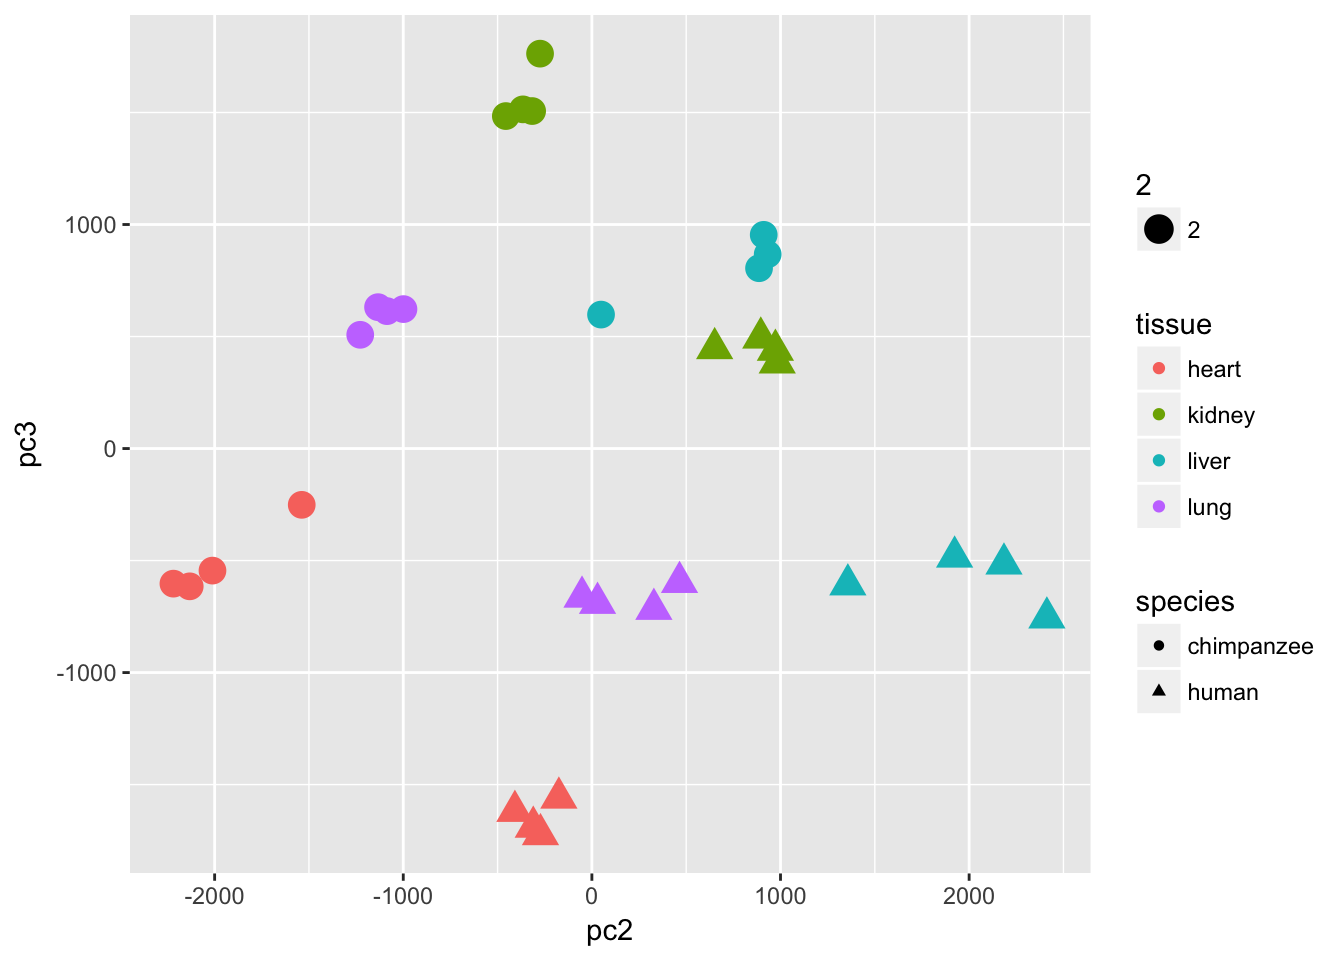 1000
0
-1000
pc3
-2000
-1000
0
1000
2000
pc2
2
2
tissue
heart
kidney
liver
lung
species
chimpanzee
human